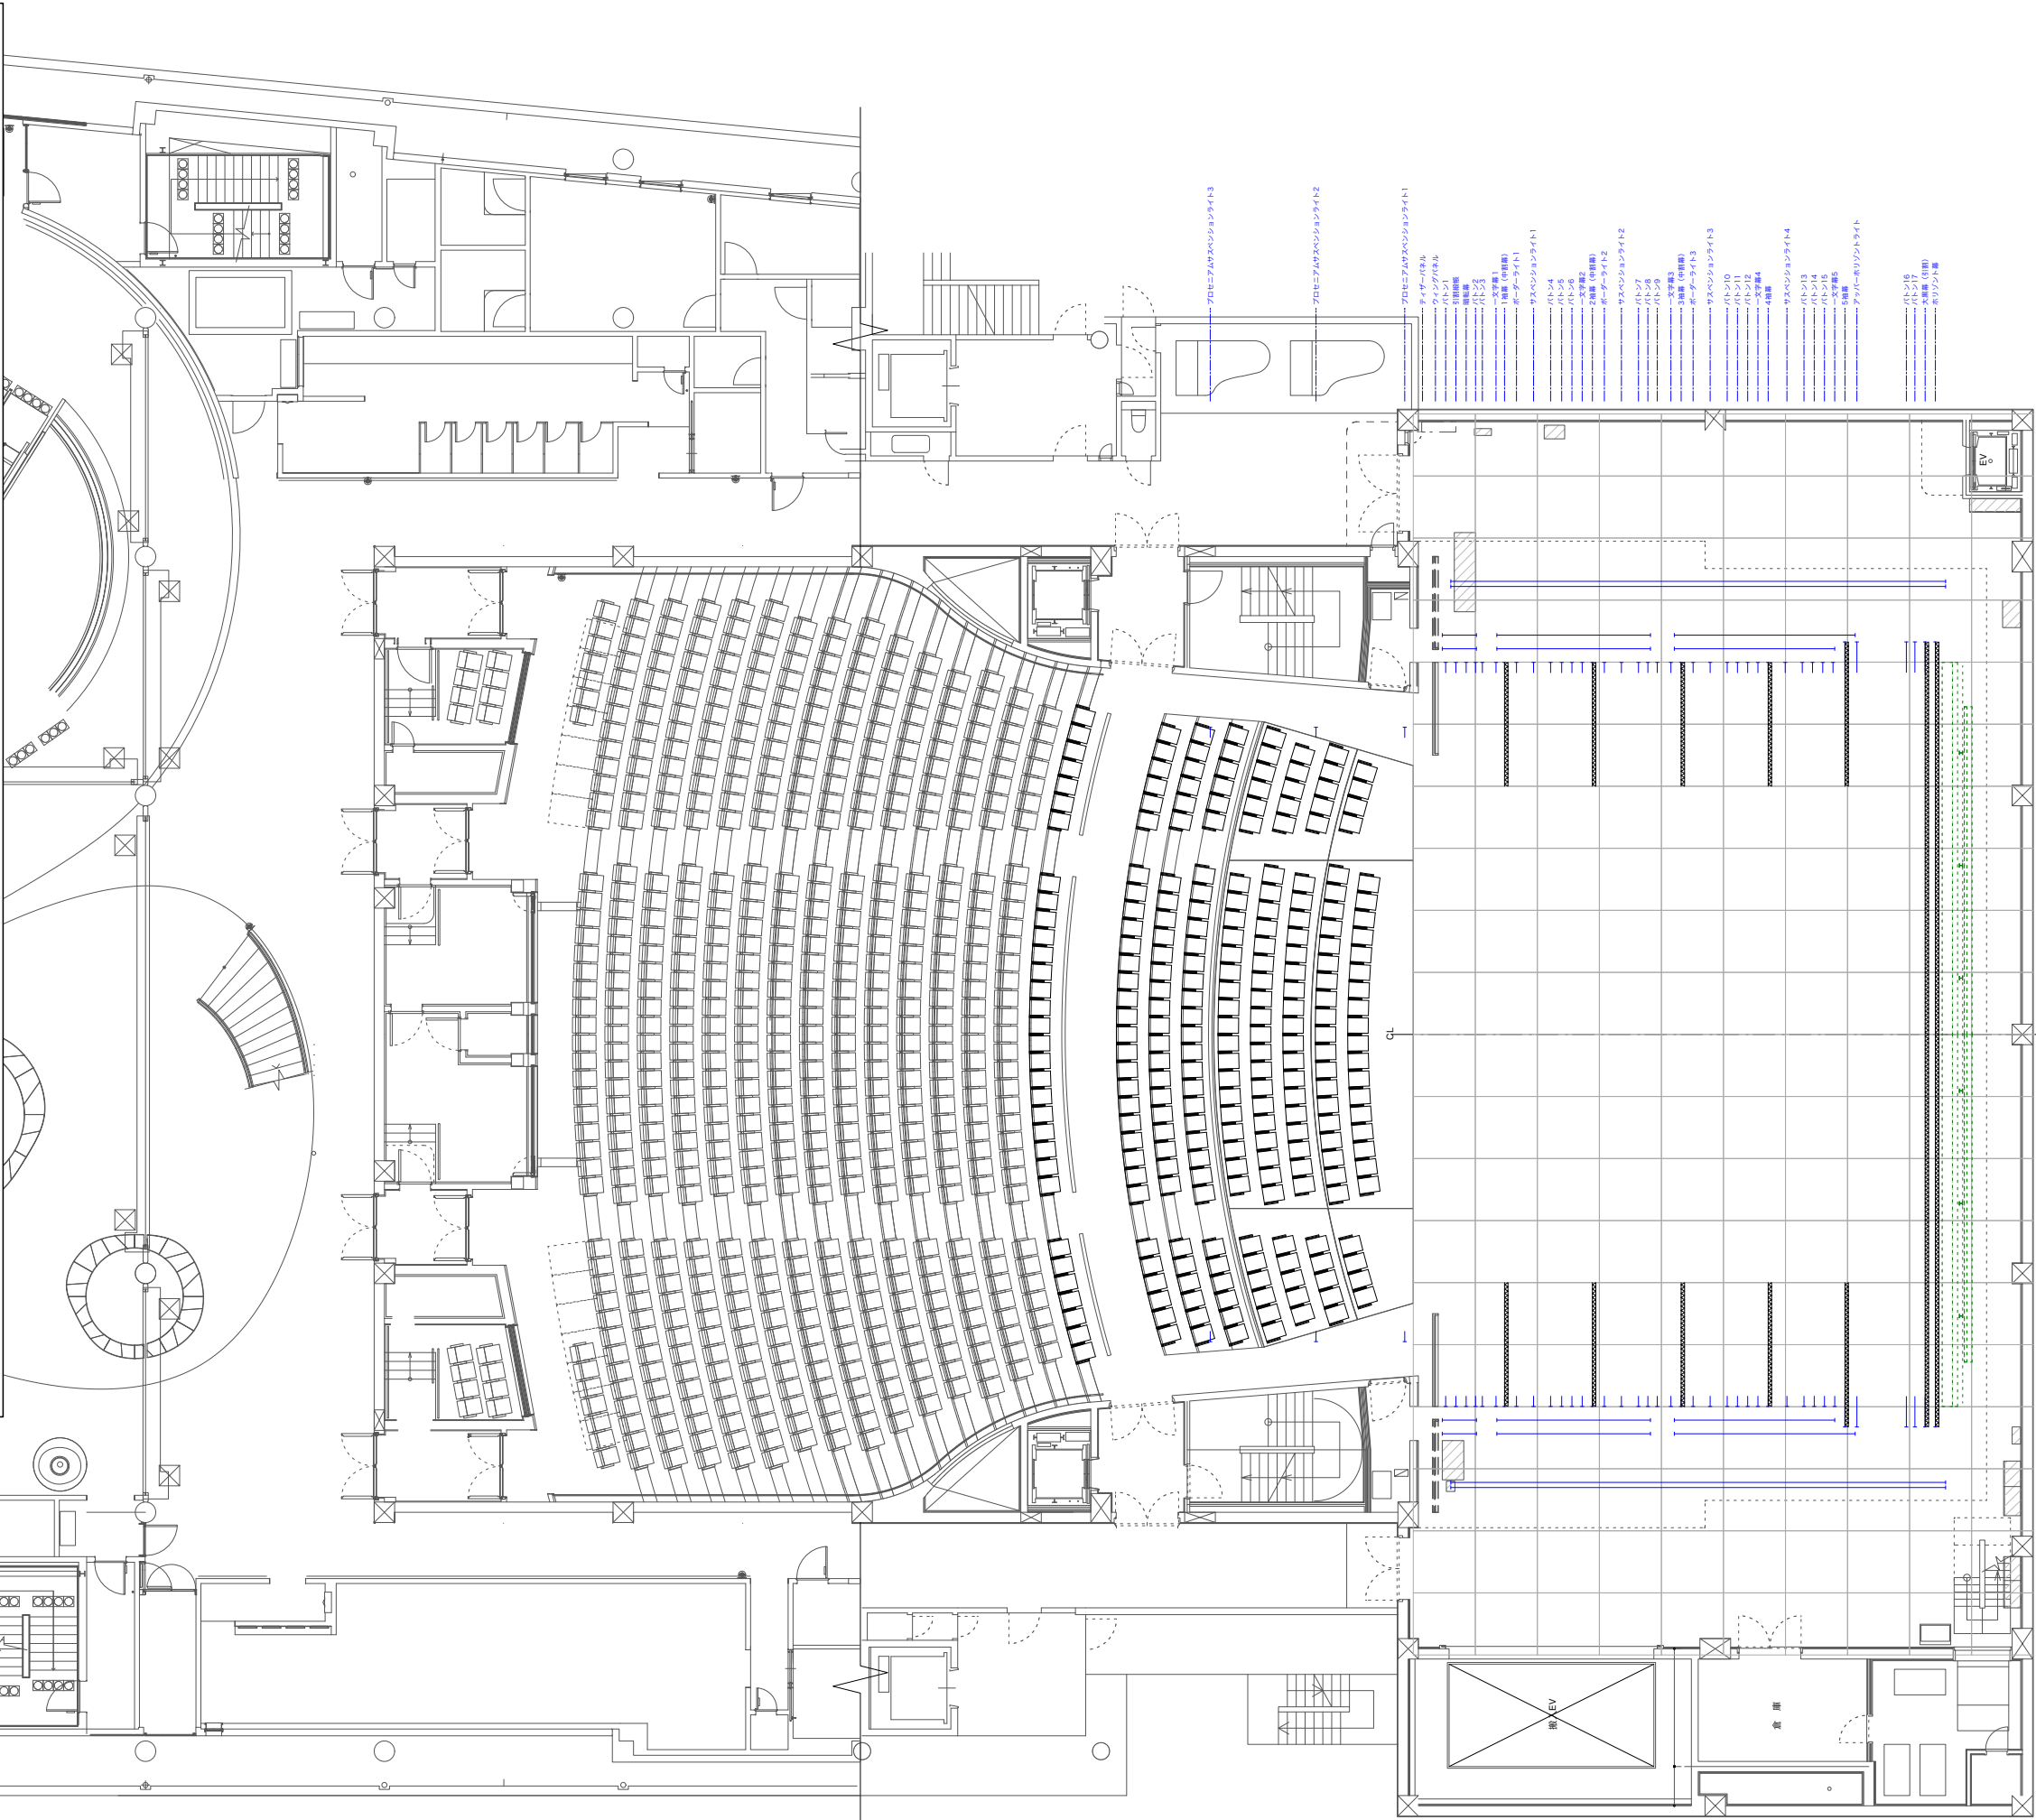 プロセニアムサスペンションライト3
プロセニアムサスペンションライト2
プロセニアムサスペンションライト1
ティザーパネル
ウィングパネル
バトン1
引割緞帳
暗転幕
バトン2
バトン3
一文字幕1
1袖幕（中割幕）
ボーダーライト1
サスペンションライト1
バトン4
バトン5
バトン6
一文字幕2
2袖幕（中割幕）
ボーダーライト2
サスペンションライト2
バトン7
バトン8
バトン9
一文字幕3
3袖幕（中割幕）
ボーダーライト3
サスペンションライト3
バトン10
バトン11
バトン12
一文字幕4
4袖幕
サスペンションライト4
バトン13
バトン14
バトン15
一文字幕5
5袖幕
アッパーホリゾントライト
バトン16
バトン17
大黒幕（引割）
ホリゾント幕
EV
CL
搬入EV
倉庫